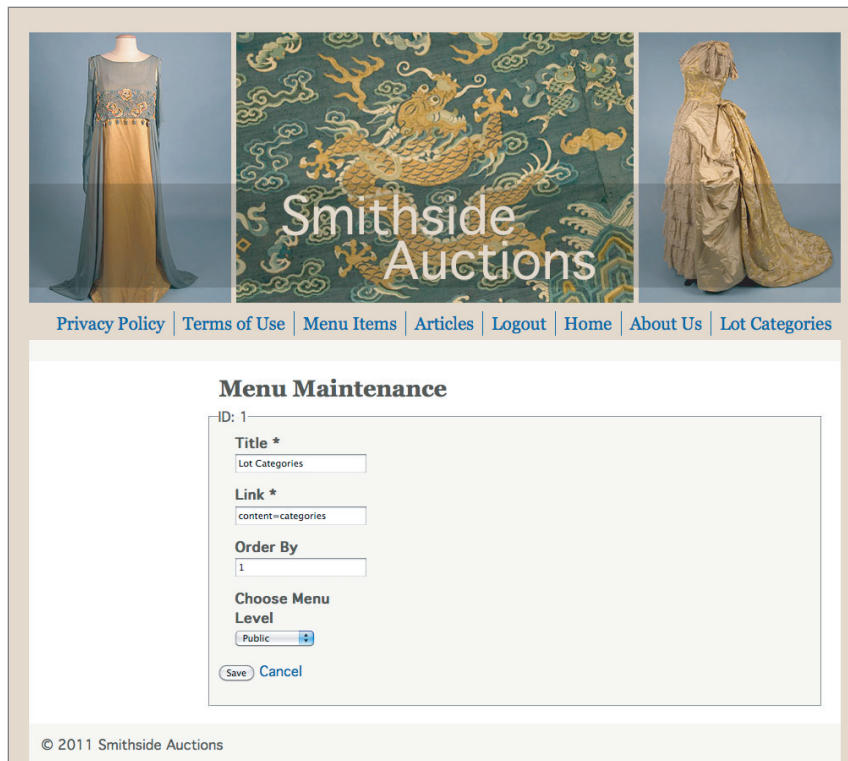 Smithside
Auctions
Privacy Policy | Terms of Use | Menu Items | Articles | Logout | Home | About Us | Lot Categories
Menu Maintenance
ID: 1
Title *
Lot Categories
Link *
content=categories
Order By
1
Choose Menu
Level
Public
Save Cancel
© 2011 Smithside Auctions